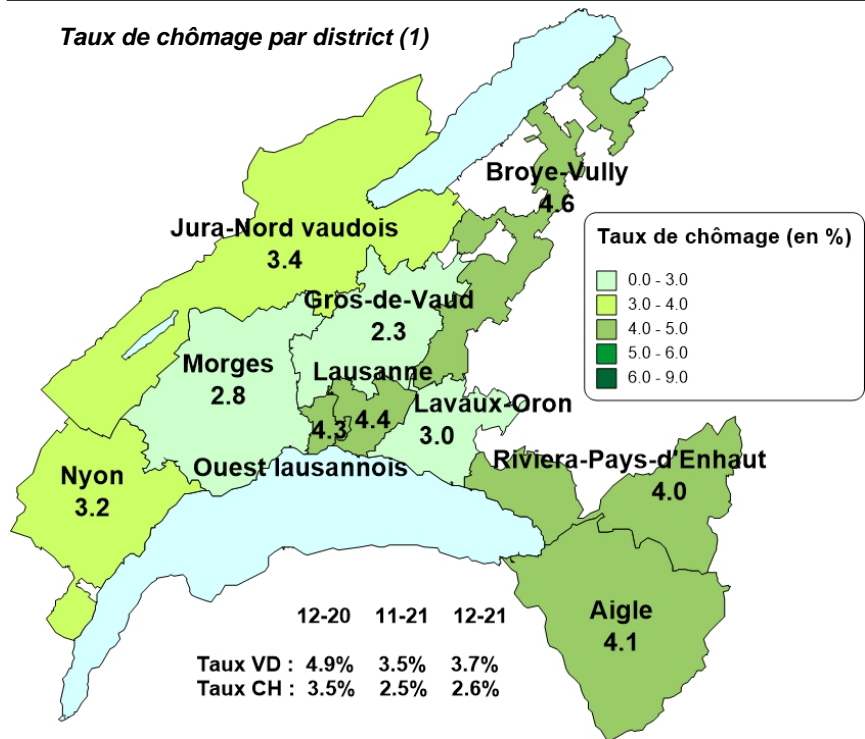 Taux de chômage par district (1)
Broye-Vully
4.6
Jura-Nord vaudois
3.4
Taux de chômage (en %)
0.0 - 3.0
3.0 - 4.0
4.0 - 5.0
5.0 - 6.0
6.0 - 9.0
Gros-de-Vaud
2.3
Morges
2.8
Lausanne
4.4
4.3
Lavaux-Oron
3.0
Ouest lausannois
Riviera-Pays-d'Enhaut
4.0
Nyon
3.2
Aigle
4.1
12-20 11-21 12-21
Taux VD : 4.9% 3.5% 3.7%
Taux CH : 3.5% 2.5% 2.6%